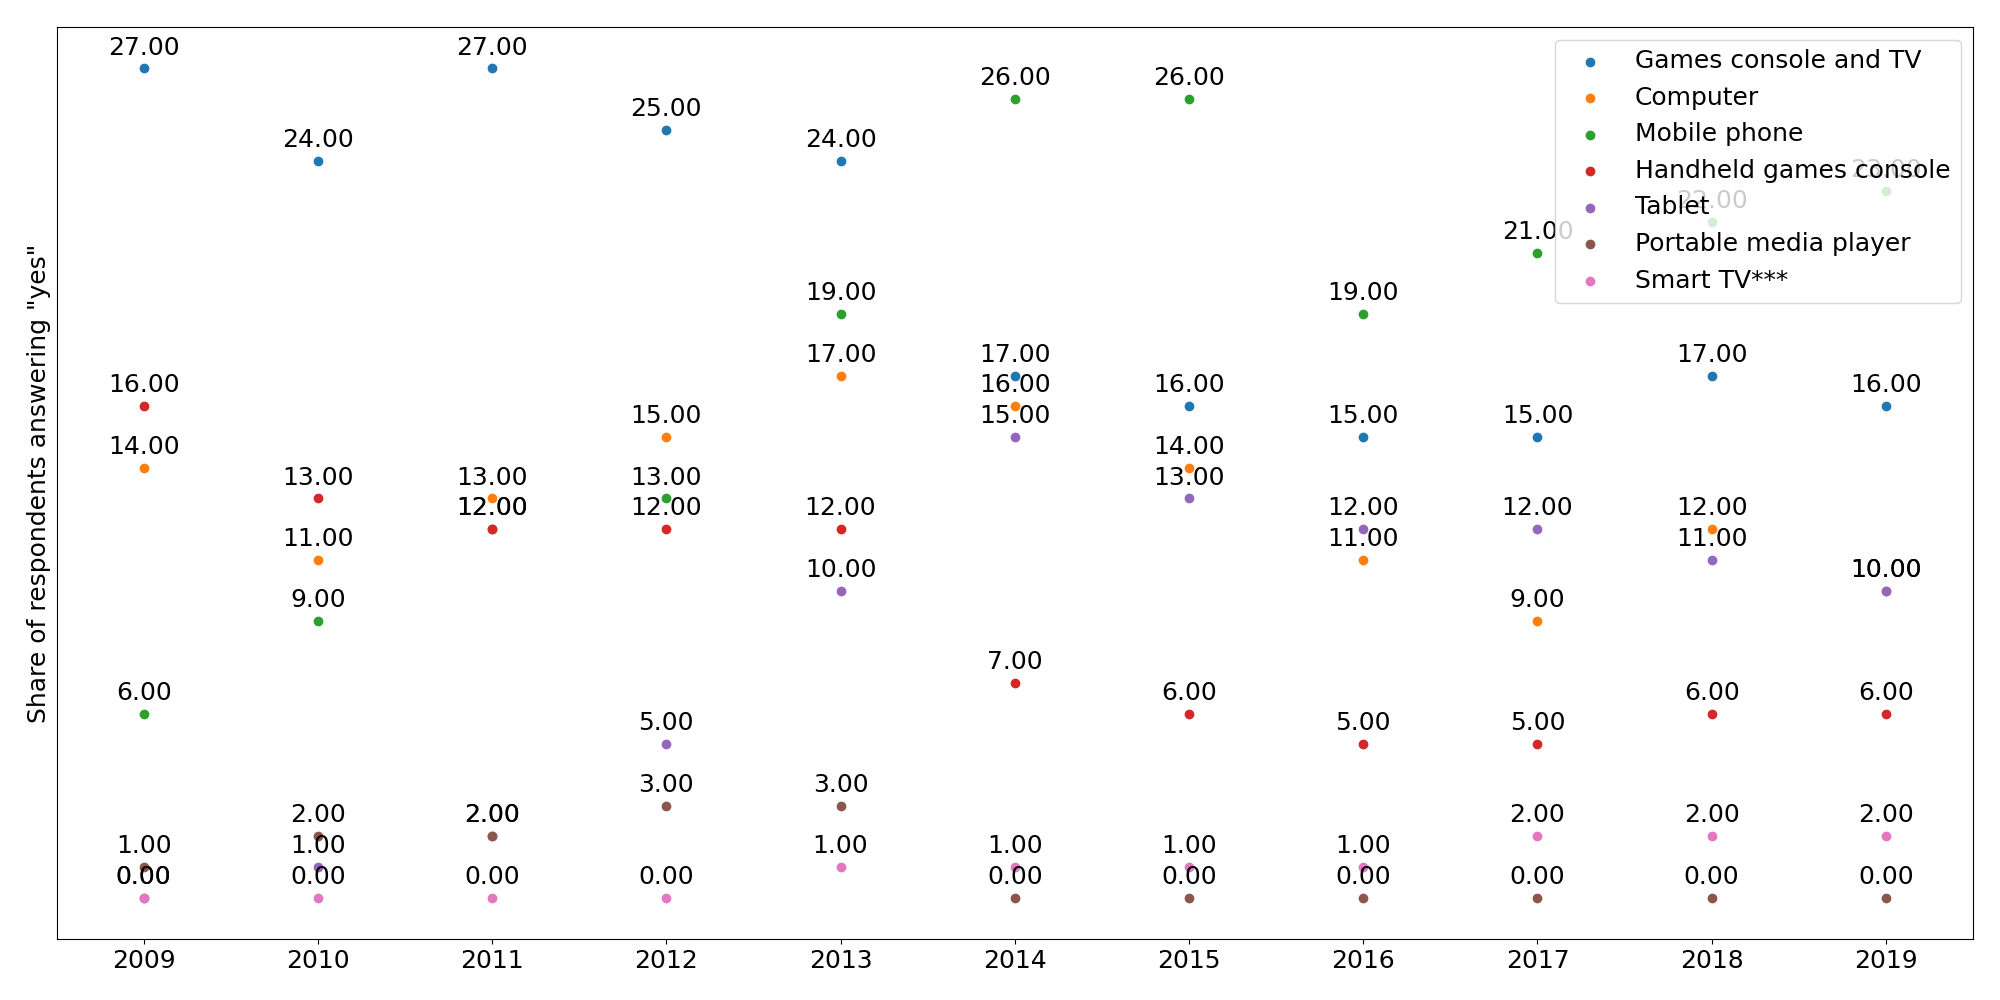 27.00 27.00
26.00 26.00
25.00
24.00 24.00
Games console and TV
Computer
Mobile phone
Handheld games console
Tablet
Portable media player
Smart TV***
23.00
22.00
21.00
19.00 19.00
17.00 17.00 17.00
16.00 16.00 16.00 16.00
15.00 15.00 15.00 15.00
14.00 14.00
13.00 13.00 13.00 13.00
12.00 12.00 12.00 12.00 12.00 12.00
11.00 11.00 11.00
10.00 10.00
9.00 9.00
7.00
6.00 6.00 6.00 6.00
5.00 5.00 5.00
3.00 3.00
2.00 2.00 2.00 2.00 2.00
1.00 1.00 1.00 1.00 1.00 1.00
0.00 0.00 0.00 0.00 0.00 0.00 0.00 0.00 0.00 0.00
2009 2010 2011 2012 2013 2014 2015 2016 2017 2018 2019
Share of respondents answering "yes"